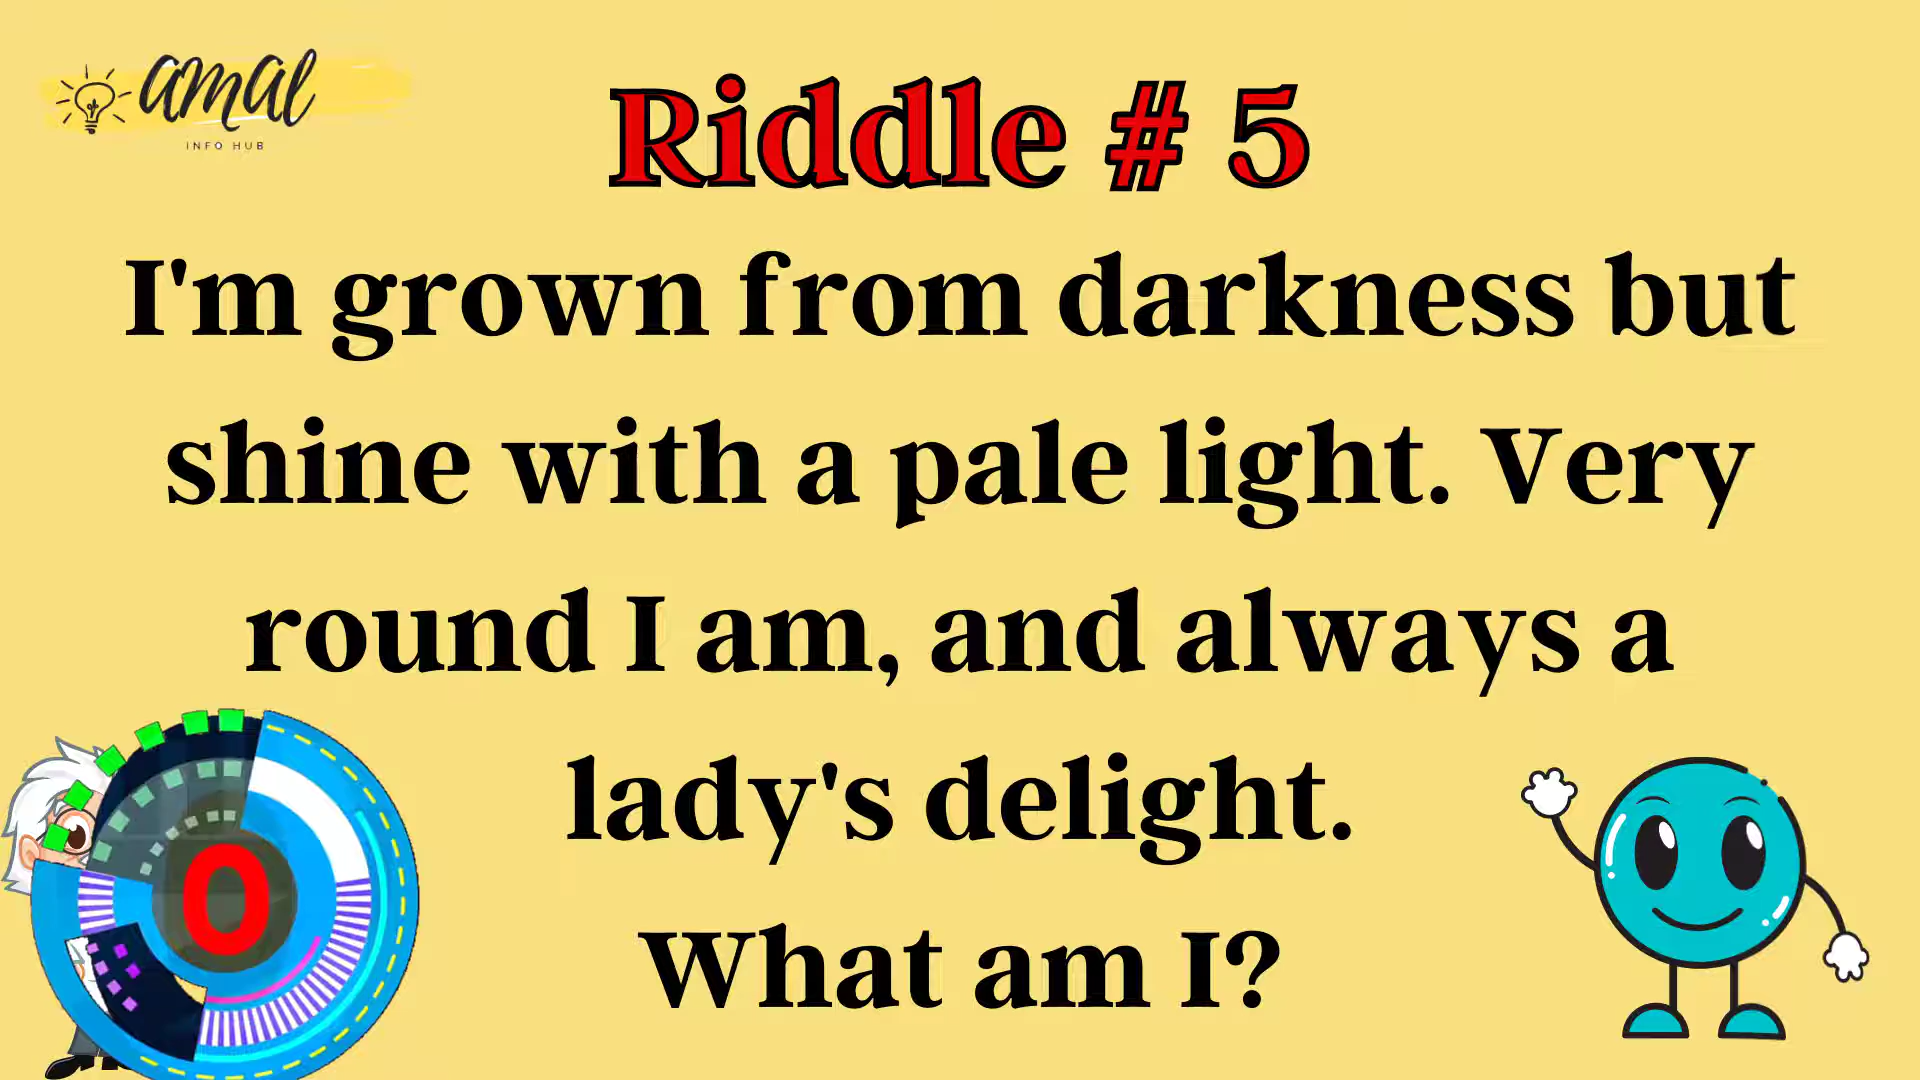 amal
INFO HUB
Riddle # 5
I'm grown from darkness but
shine with a pale light. Very
round I am, and always a
lady's delight.
What am I?
0